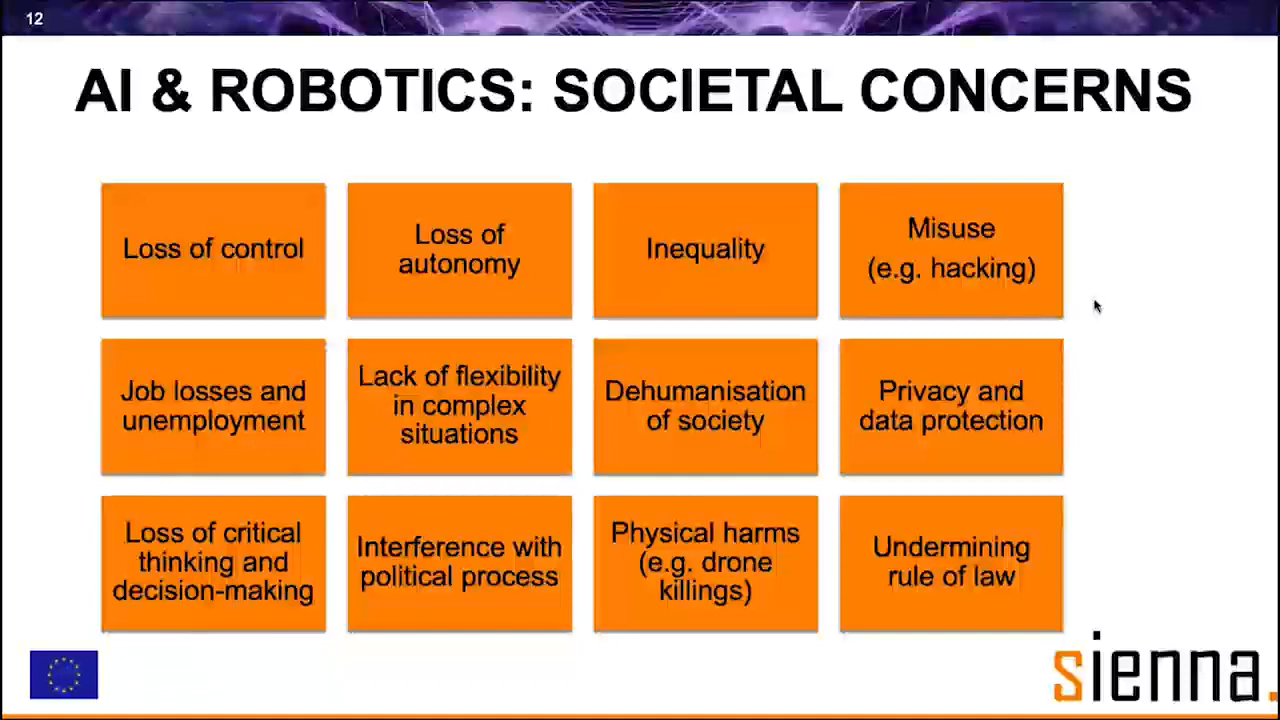 12
AI & ROBOTICS: SOCIETAL CONCERNS
Loss of control
Loss of
autonomy
Inequality
Misuse
(e.g. hacking)
Job losses and
unemployment
Lack of flexibility
in complex
situations
Dehumanisation
of society
Privacy and
data protection
Loss of critical
thinking and
decision-making
Interference with
political process
Physical harms
(e.g. drone
killings)
Undermining
rule of law
sienna.